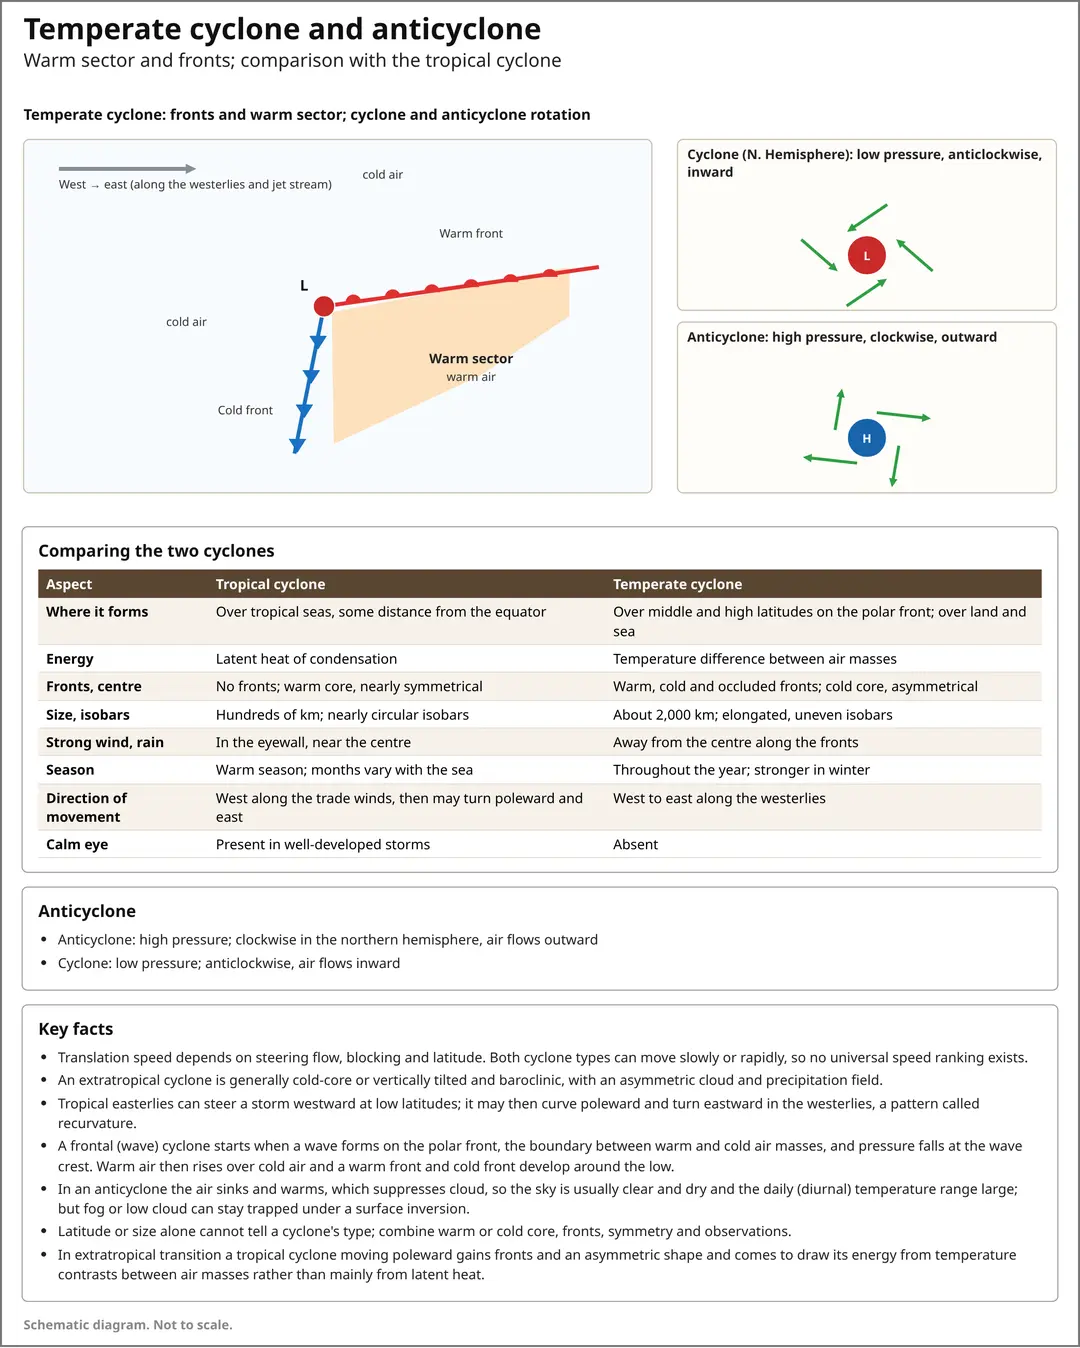 Temperate cyclone and anticyclone
Warm sector and fronts; comparison with the tropical cyclone
Temperate cyclone: fronts and warm sector; cyclone and anticyclone rotation
West → east (along the westerlies and jet stream)
cold air
Warm front
L
cold air
Warm sector
warm air
Cold front
Cyclone (N. Hemisphere): low pressure, anticlockwise,
inward
L
Anticyclone: high pressure, clockwise, outward
H
Comparing the two cyclones
Aspect Tropical cyclone Temperate cyclone
Where it forms Over tropical seas, some distance from the equator Over middle and high latitudes on the polar front; over land and
sea
Energy Latent heat of condensation Temperature difference between air masses
Fronts, centre No fronts; warm core, nearly symmetrical Warm, cold and occluded fronts; cold core, asymmetrical
Size, isobars Hundreds of km; nearly circular isobars About 2,000 km; elongated, uneven isobars
Strong wind, rain In the eyewall, near the centre Away from the centre along the fronts
Season Warm season; months vary with the sea Throughout the year; stronger in winter
Direction of West along the trade winds, then may turn poleward and West to east along the westerlies
movement east
Calm eye Present in well-developed storms Absent
Anticyclone
• Anticyclone: high pressure; clockwise in the northern hemisphere, air flows outward
• Cyclone: low pressure; anticlockwise, air flows inward
Key facts
• Translation speed depends on steering flow, blocking and latitude. Both cyclone types can move slowly or rapidly, so no universal speed ranking exists.
• An extratropical cyclone is generally cold-core or vertically tilted and baroclinic, with an asymmetric cloud and precipitation field.
• Tropical easterlies can steer a storm westward at low latitudes; it may then curve poleward and turn eastward in the westerlies, a pattern called
recurvature.
• A frontal (wave) cyclone starts when a wave forms on the polar front, the boundary between warm and cold air masses, and pressure falls at the wave
crest. Warm air then rises over cold air and a warm front and cold front develop around the low.
• In an anticyclone the air sinks and warms, which suppresses cloud, so the sky is usually clear and dry and the daily (diurnal) temperature range large;
but fog or low cloud can stay trapped under a surface inversion.
• Latitude or size alone cannot tell a cyclone's type; combine warm or cold core, fronts, symmetry and observations.
• In extratropical transition a tropical cyclone moving poleward gains fronts and an asymmetric shape and comes to draw its energy from temperature
contrasts between air masses rather than mainly from latent heat.
Schematic diagram. Not to scale.